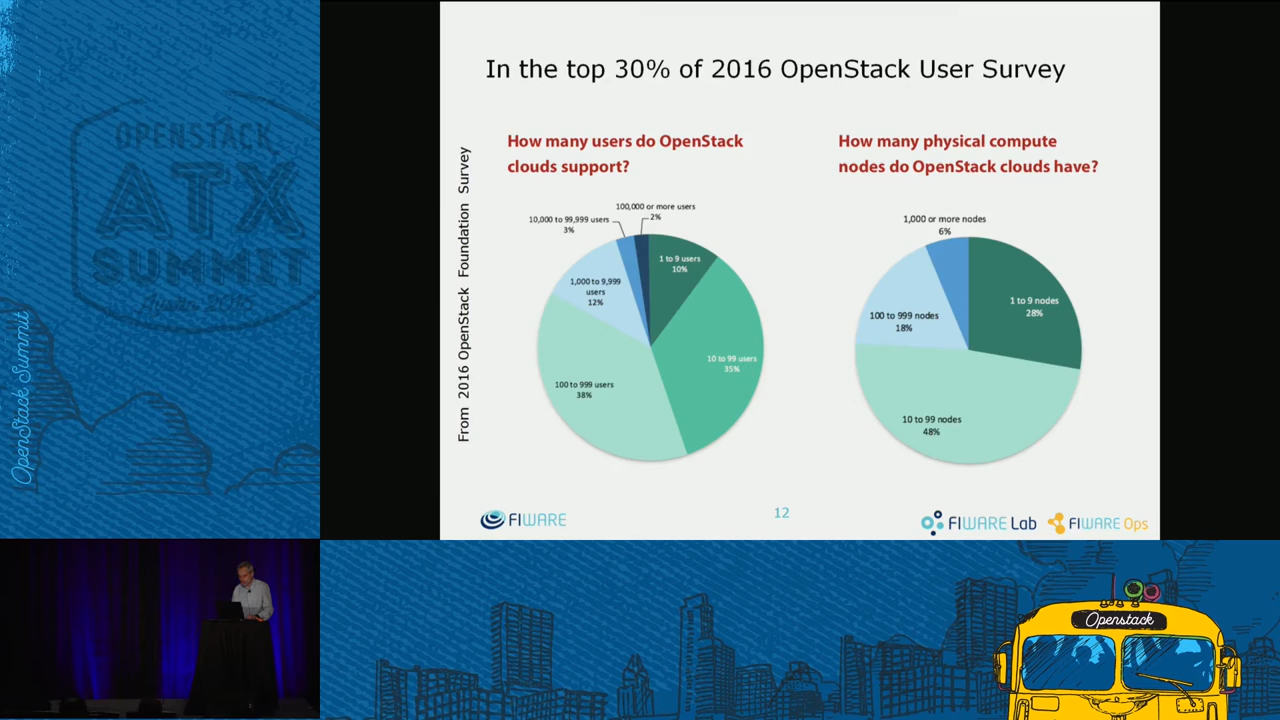 In the top 30% of 2016 OpenStack User Survey
From 2016 OpenStack Foundation Survey
How many users do OpenStack
clouds support?
100,000 or more users
2%
10,000 to 99,999 users
3%
1 to 9 users
10%
1,000 to 9,999
users
12%
10 to 99 users
35%
100 to 999 users
38%
How many physical compute
nodes do OpenStack clouds have?
1,000 or more nodes
6%
1 to 9 nodes
28%
100 to 999 nodes
18%
10 to 99 nodes
48%
FIWARE
12
FIWARE Lab
FIWARE Ops
OPENSTACK
ATX
SUMMIT
OpenStack Summit
Openstack